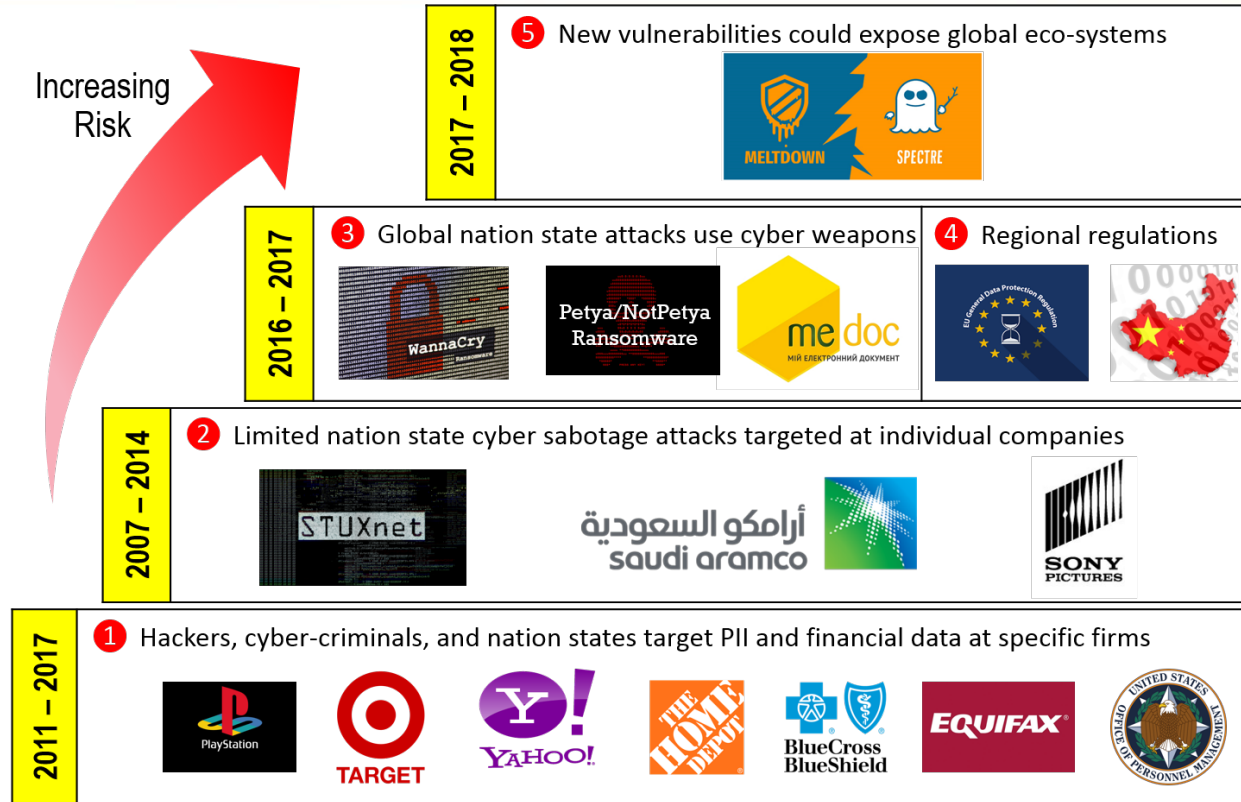 Increasing
Risk
2017 – 2018
5 New vulnerabilities could expose global eco-systems
MELTDOWN
SPECTRE
2016 – 2017
3 Global nation state attacks use cyber weapons
WannaCry
Ransomware
Petya/NotPetya
Ransomware
me doc
МІЙ ЕЛЕКТРОННИЙ ДОКУМЕНТ
4 Regional regulations
EU General Data Protection Regulation
2007 – 2014
2 Limited nation state cyber sabotage attacks targeted at individual companies
STUXnet
أرامكو السعودية
saudi aramco
SONY
PICTURES
2011 – 2017
1 Hackers, cyber-criminals, and nation states target PII and financial data at specific firms
PlayStation
TARGET
Y!
YAHOO!
THE
HOME
DEPOT
BlueCross
BlueShield
EQUIFAX
UNITED STATES
OFFICE OF PERSONNEL MANAGEMENT